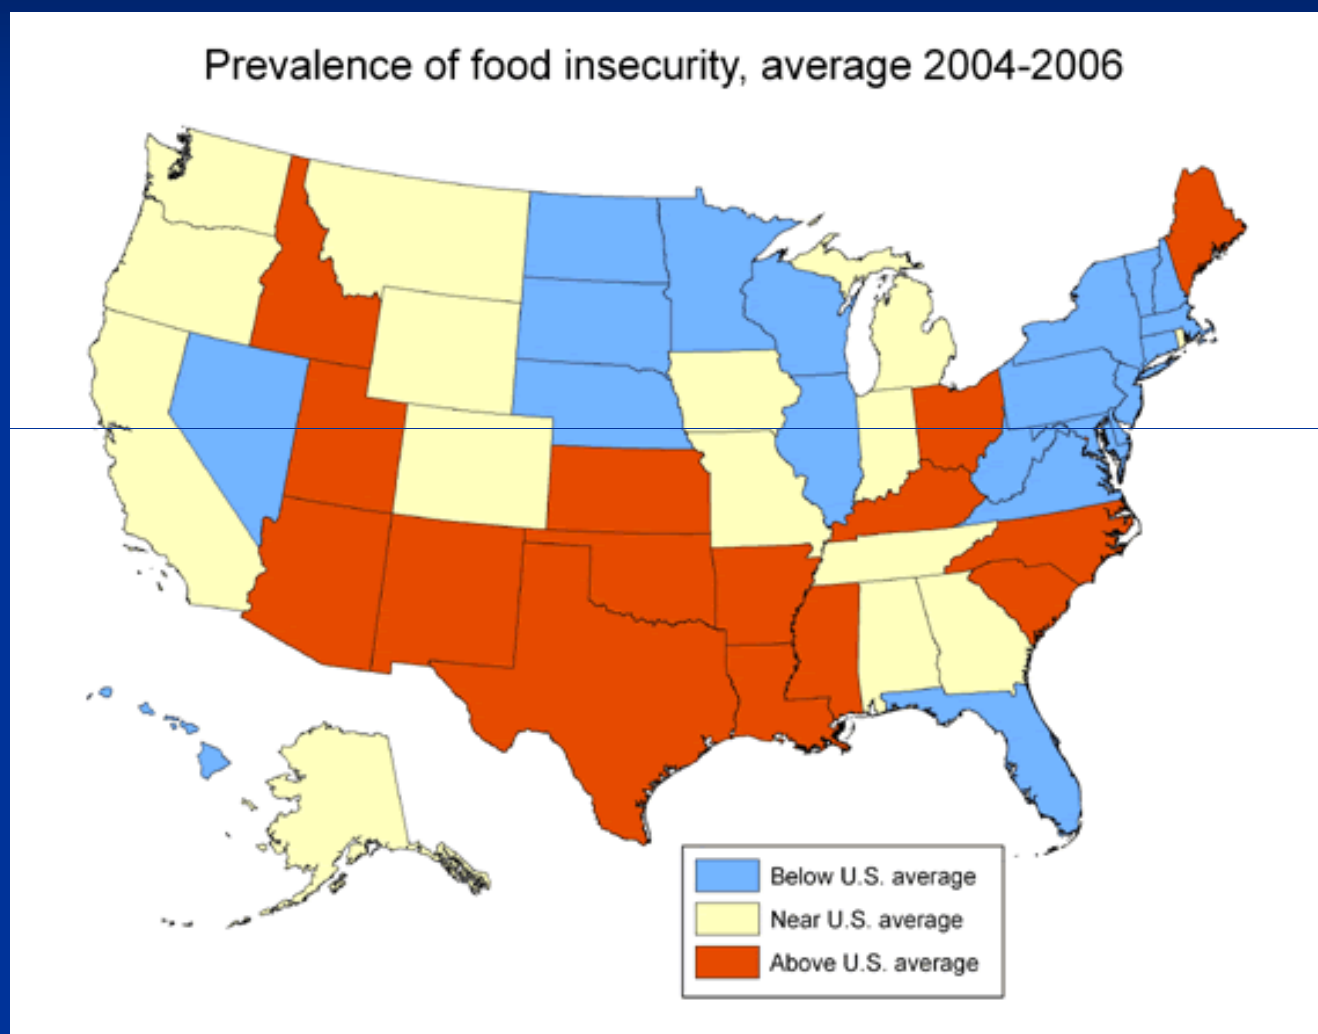 Prevalence of food insecurity, average 2004-2006
Below U.S. average
Near U.S. average
Above U.S. average